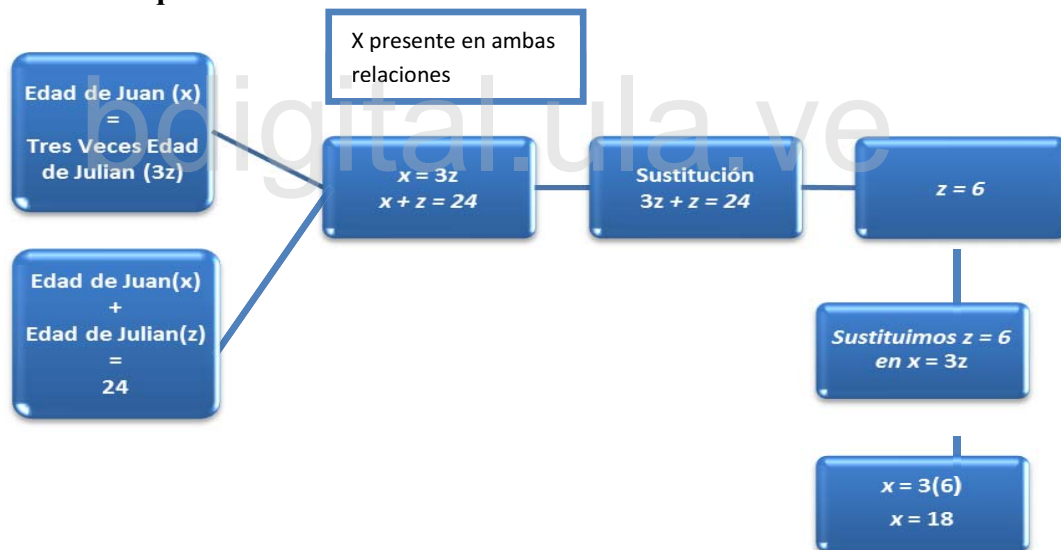 X presente en ambas
relaciones
Edad de Juan (x)
=
Tres Veces Edad
de Julian (3z)
Edad de Juan(x)
+
Edad de Julian(z)
=
24
x = 3z
x + z = 24
Sustitución
3z + z = 24
z = 6
Sustituimos z = 6
en x = 3z
x = 3(6)
x = 18
bdigital.ula.ve